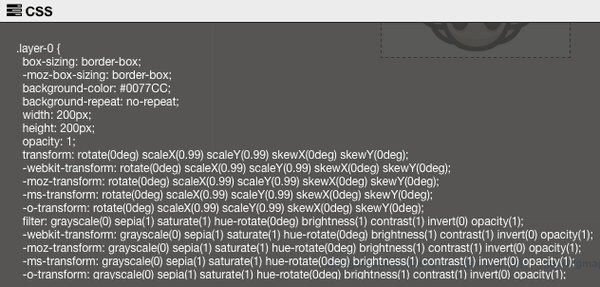 CSS
.layer-0 {
box-sizing: border-box;
-moz-box-sizing: border-box;
background-color: #0077CC;
background-repeat: no-repeat;
width: 200px;
height: 200px;
opacity: 1;
transform: rotate(0deg) scaleX(0.99) scaleY(0.99) skewX(0deg) skewY(0deg);
-webkit-transform: rotate(0deg) scaleX(0.99) scaleY(0.99) skewX(0deg) skewY(0deg);
-moz-transform: rotate(0deg) scaleX(0.99) scaleY(0.99) skewX(0deg) skewY(0deg);
-ms-transform: rotate(0deg) scaleX(0.99) scaleY(0.99) skewX(0deg) skewY(0deg);
-o-transform: rotate(0deg) scaleX(0.99) scaleY(0.99) skewX(0deg) skewY(0deg);
filter: grayscale(0) sepia(1) saturate(1) hue-rotate(0deg) brightness(1) contrast(1) invert(0) opacity(1);
-webkit-transform: grayscale(0) sepia(1) saturate(1) hue-rotate(0deg) brightness(1) contrast(1) invert(0) opacity(1);
-moz-transform: grayscale(0) sepia(1) saturate(1) hue-rotate(0deg) brightness(1) contrast(1) invert(0) opacity(1);
-ms-transform: grayscale(0) sepia(1) saturate(1) hue-rotate(0deg) brightness(1) contrast(1) invert(0) opacity(1);
-o-transform: grayscale(0) sepia(1) saturate(1) hue-rotate(0deg) brightness(1) contrast(1) invert(0) opacity(1);